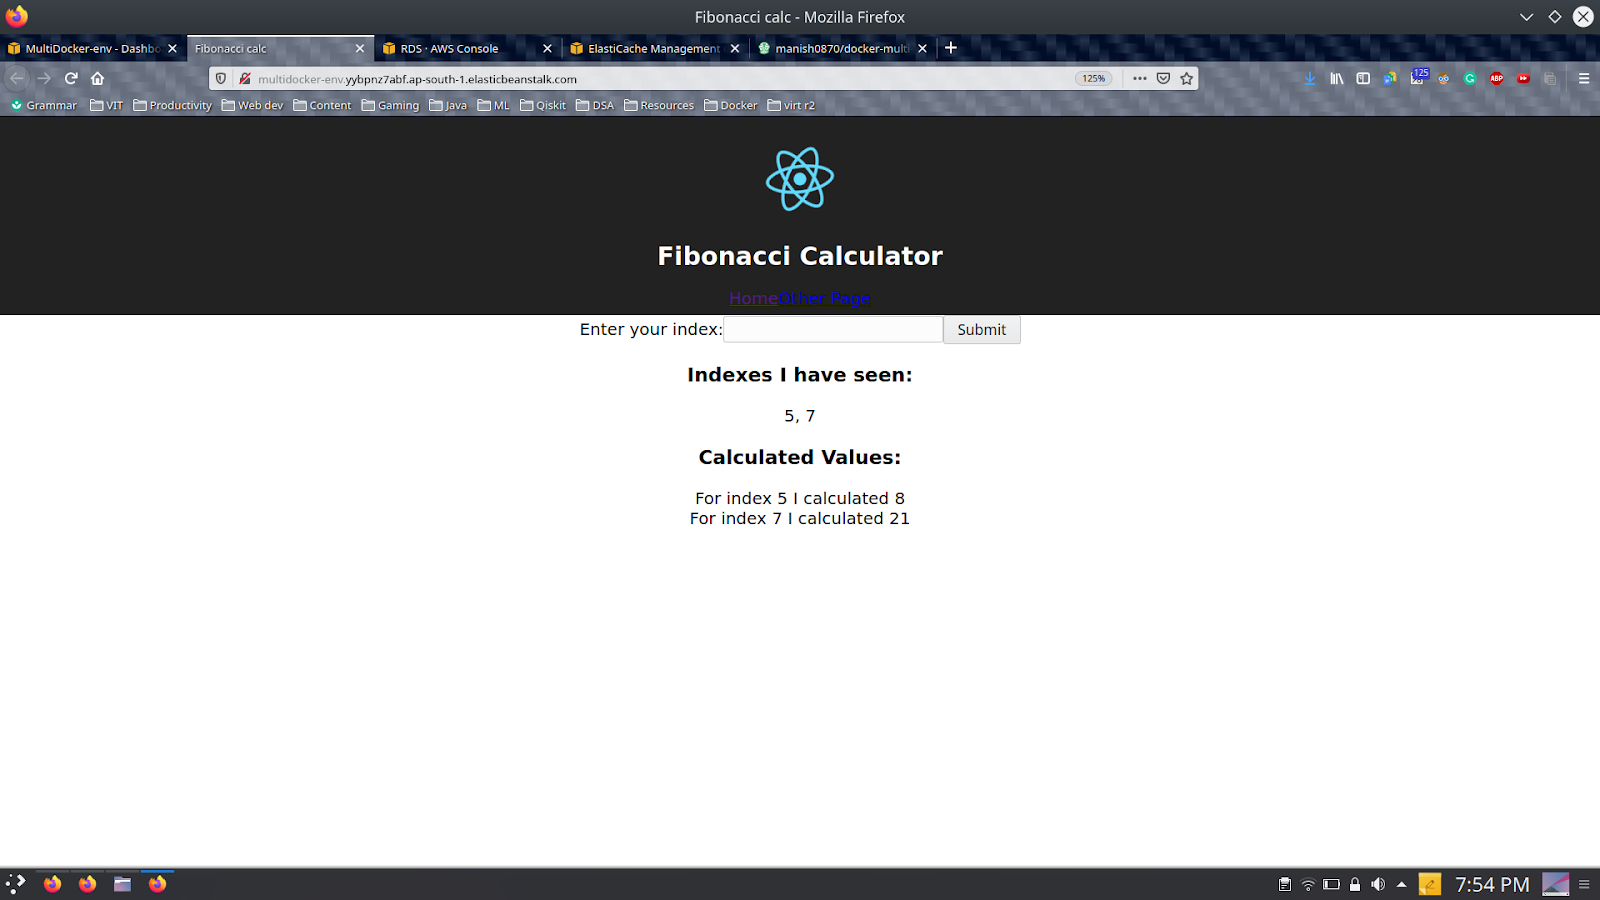 Fibonacci calc - Mozilla Firefox
MultiDocker-env - Dashbo Fibonacci calc RDS · AWS Console ElastiCache Management manish0870/docker-multi
multidocker-env.yybpnz7abf.ap-south-1.elasticbeanstalk.com 125% 125 ABP
Grammar VIT Productivity Web dev Content Gaming Java ML Qiskit DSA Resources Docker virt r2
Fibonacci Calculator
HomeOther Page
Enter your index: Submit
Indexes I have seen:
5, 7
Calculated Values:
For index 5 I calculated 8
For index 7 I calculated 21
7:54 PM